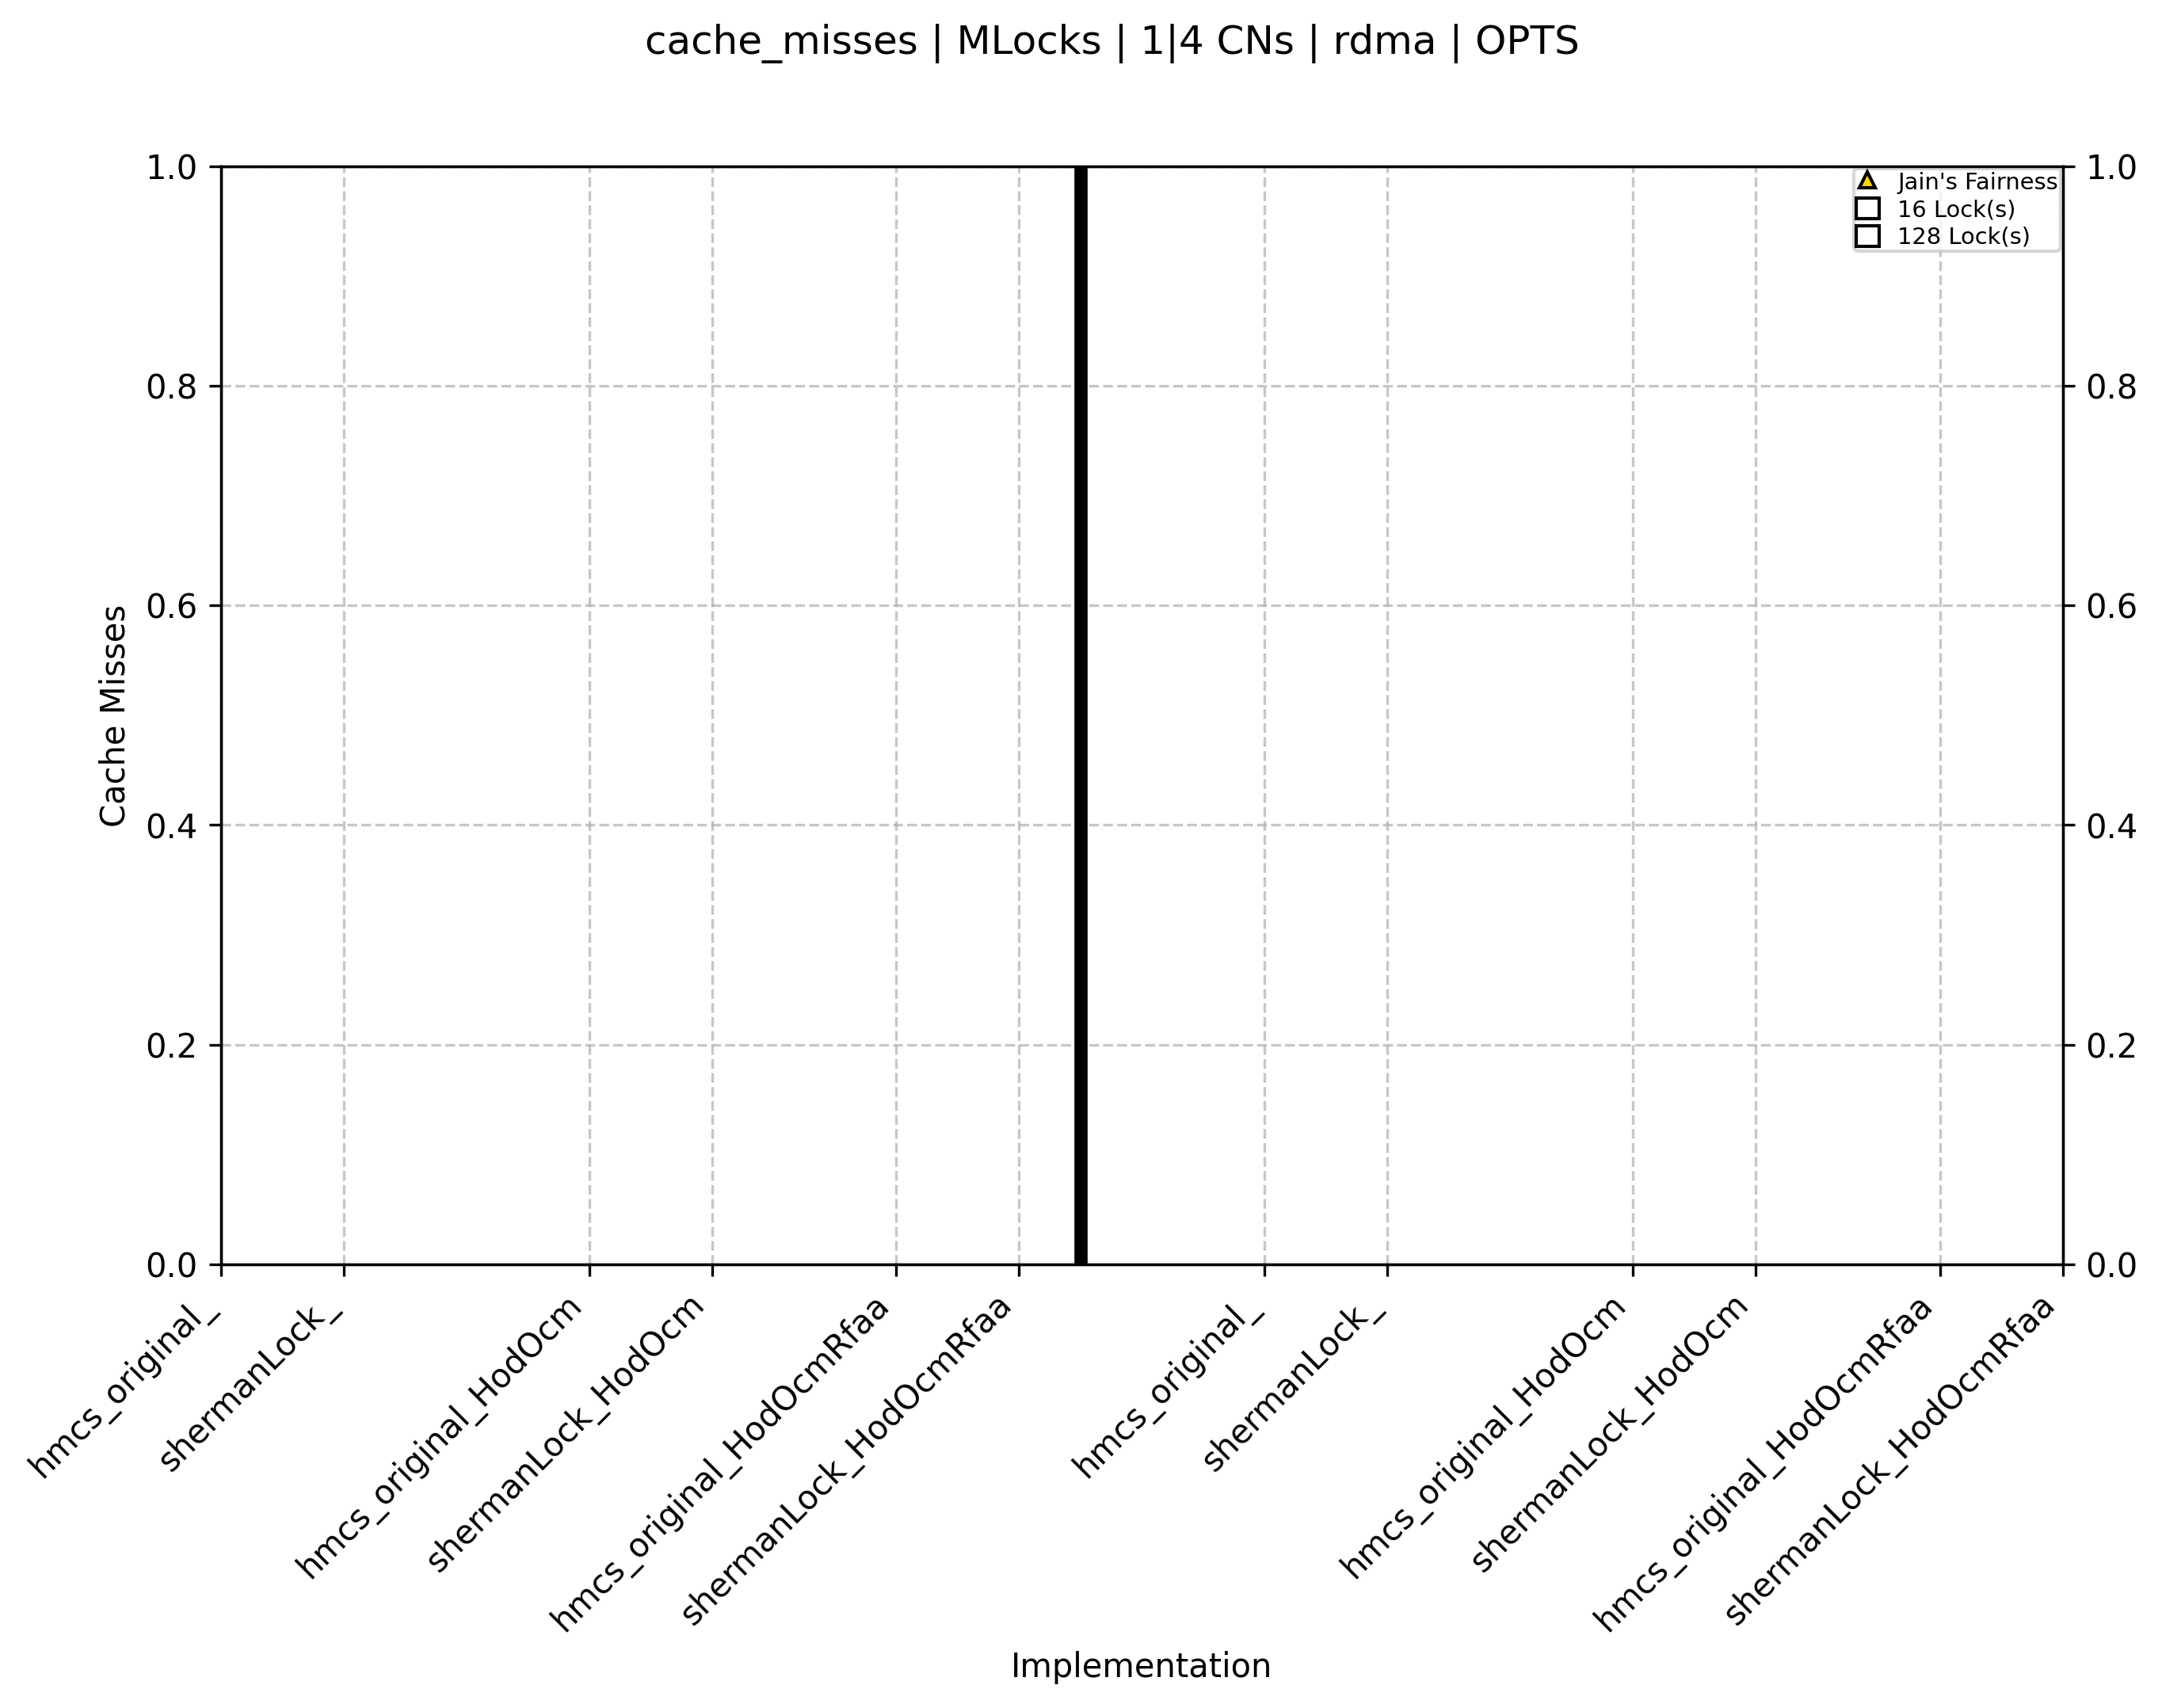 cache_misses | MLocks | 1|4 CNs | rdma | OPTS
1.0
0.8
0.6
0.4
0.2
0.0
Cache Misses
Jain's Fairness
16 Lock(s)
128 Lock(s)
1.0
0.8
0.6
0.4
0.2
0.0
hmcs_original_
shermanLock_
hmcs_original_HodOcm
shermanLock_HodOcm
hmcs_original_HodOcmRfaa
shermanLock_HodOcmRfaa
hmcs_original_
shermanLock_
hmcs_original_HodOcm
shermanLock_HodOcm
hmcs_original_HodOcmRfaa
shermanLock_HodOcmRfaa
Implementation